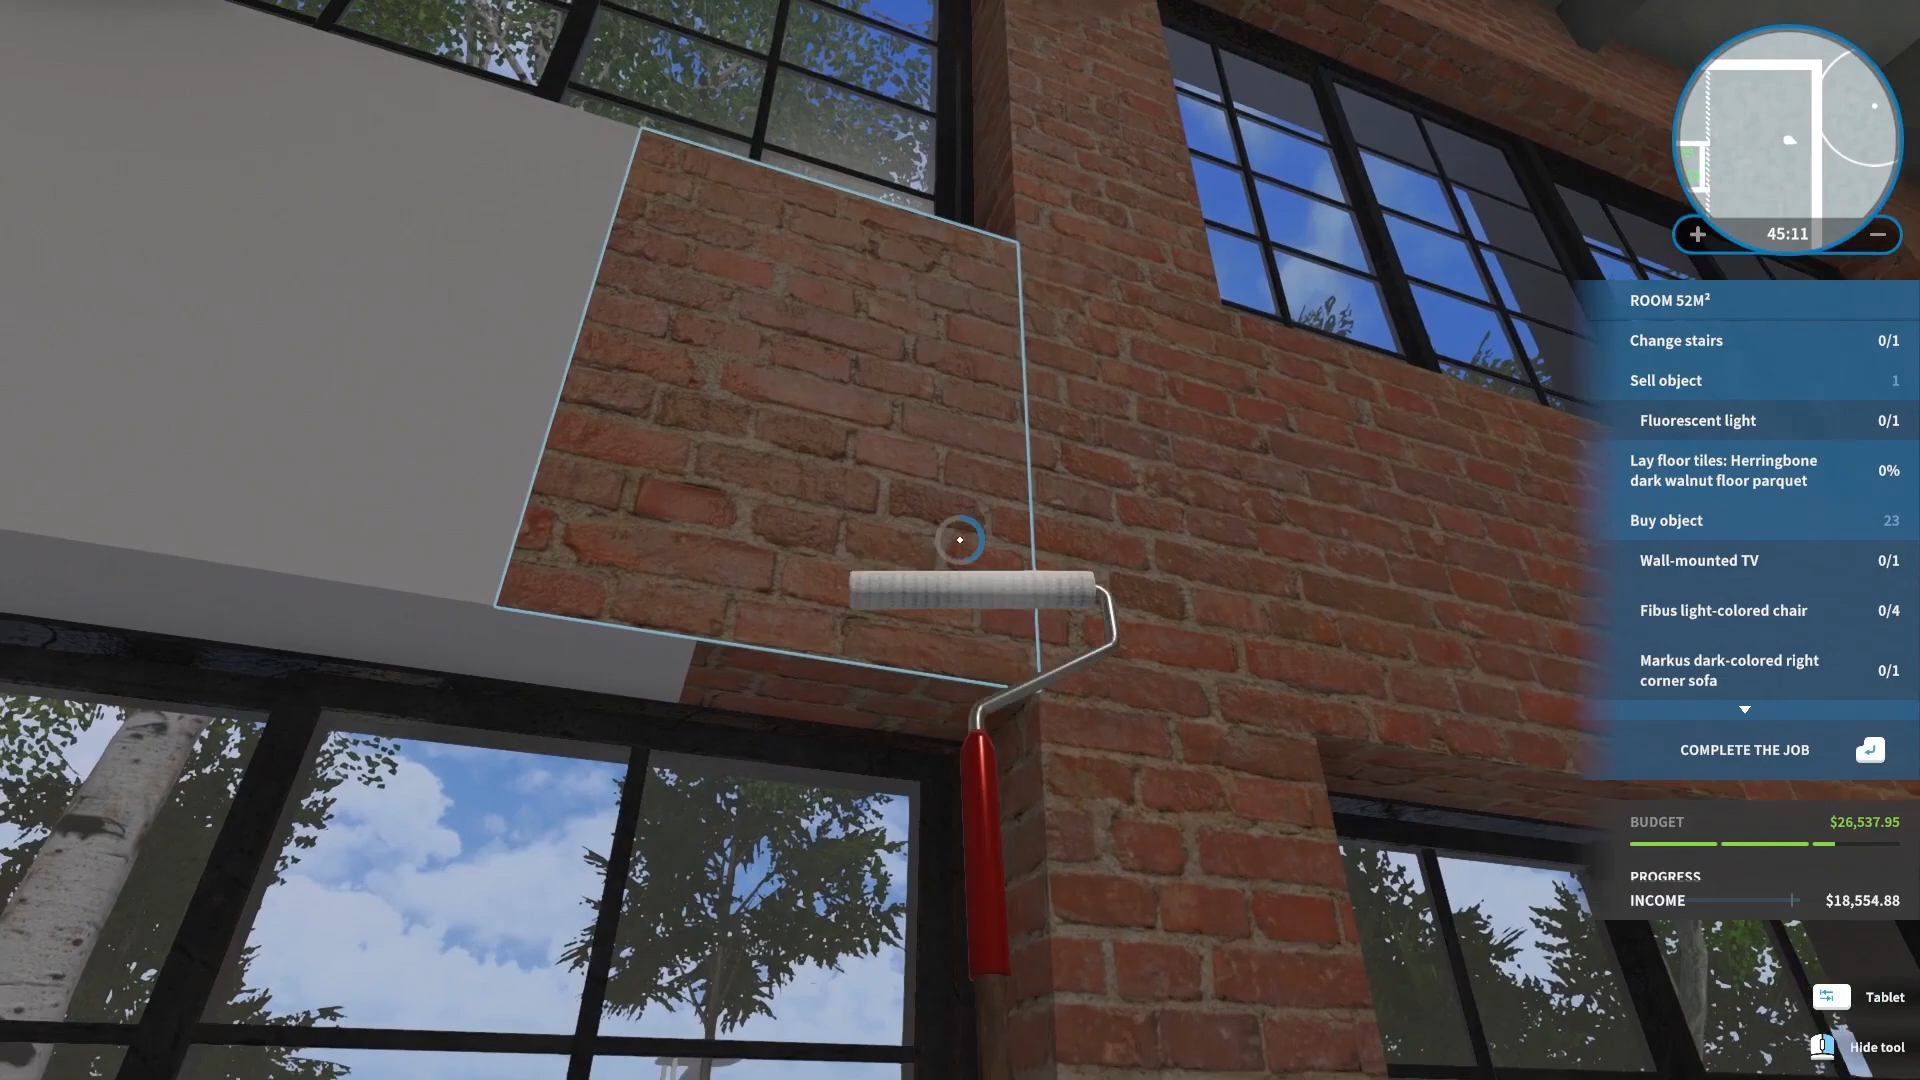 45:11
ROOM 52M²
Change stairs 0/1
Sell object 1
Fluorescent light 0/1
Lay floor tiles: Herringbone
dark walnut floor parquet 0%
Buy object 23
Wall-mounted TV 0/1
Fibus light-colored chair 0/4
Markus dark-colored right
corner sofa 0/1
COMPLETE THE JOB
BUDGET $26,537.95
PROGRESS
INCOME $18,554.88
Tablet
Hide tool